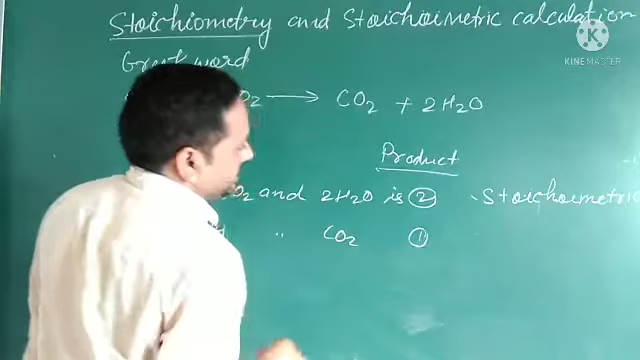 Stoichiometry and Stoichiometric calculation
K
KINEMASTER
Greek word
O2 → CO2 + 2H2O
Product
O2 and 2H2O is 2 Stoichiometric
" CO2 1